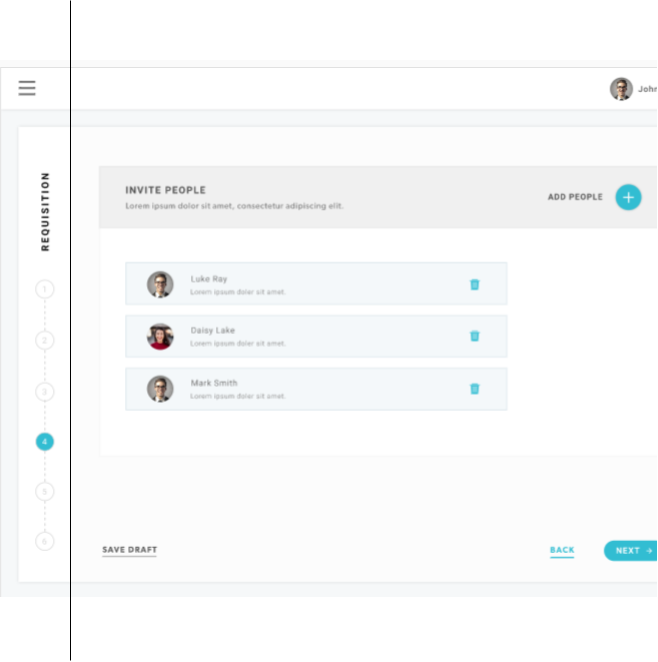 John
REQUISITION
INVITE PEOPLE
Lorem ipsum dolor sit amet, consectetur adipiscing elit.
ADD PEOPLE
Luke Ray
Lorem ipsum dolor sit amet.
Daisy Lake
Lorem ipsum dolor sit amet.
Mark Smith
Lorem ipsum dolor sit amet.
1
2
3
4
5
6
SAVE DRAFT
BACK
NEXT →